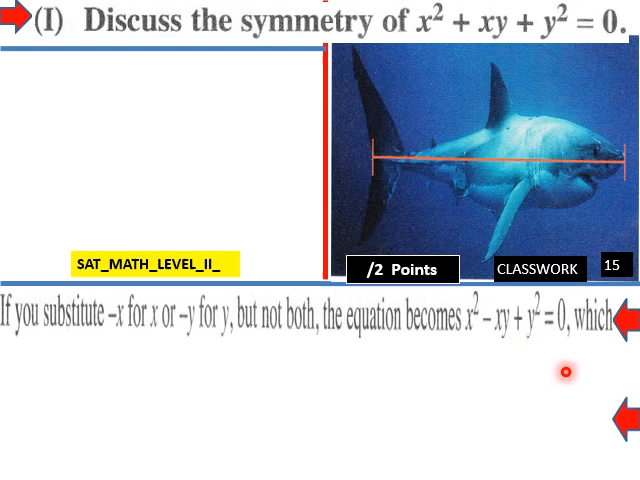 (I) Discuss the symmetry of x² + xy + y² = 0.
SAT_MATH_LEVEL_II_
/2 Points
CLASSWORK
15
If you substitute –x for x or –y for y, but not both, the equation becomes x² – xy + y² = 0, which